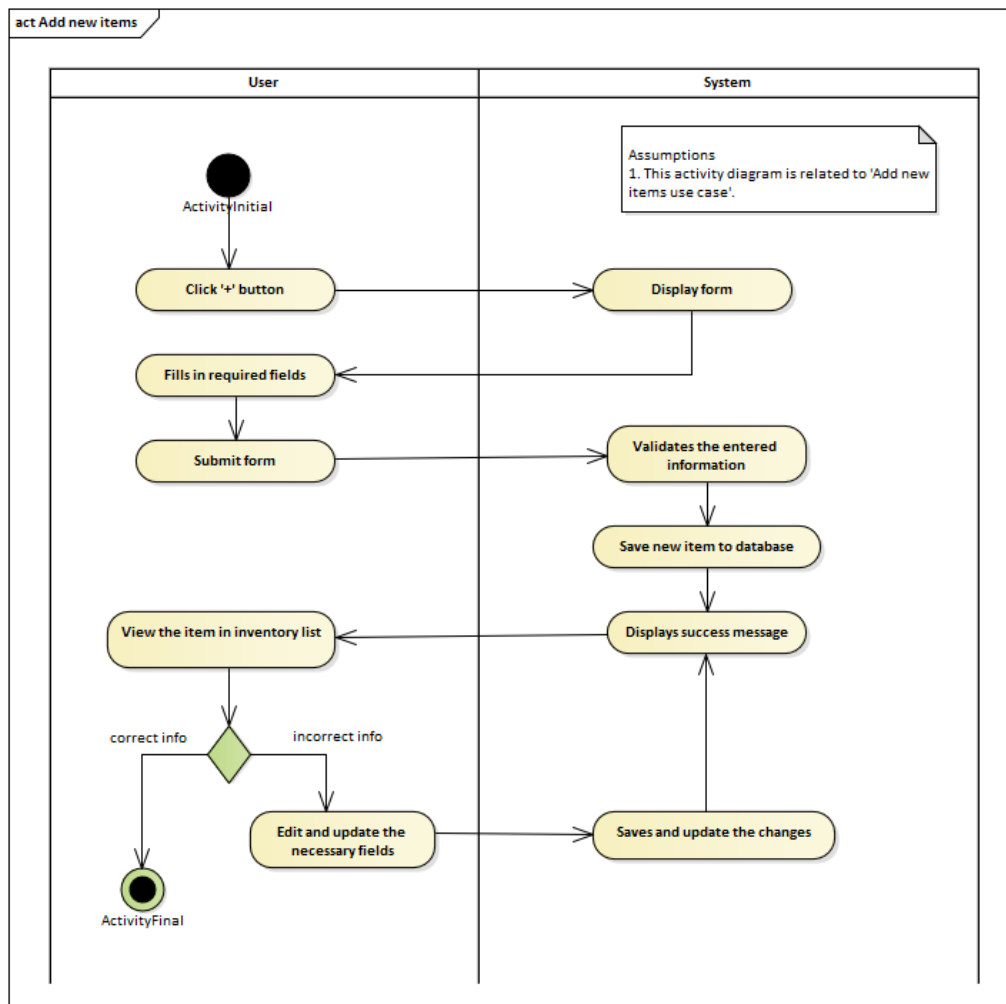 act Add new items
User
System
Assumptions
1. This activity diagram is related to 'Add new
items use case'.
ActivityInitial
Click '+' button
Display form
Fills in required fields
Submit form
Validates the entered
information
Save new item to database
View the item in inventory list
Displays success message
correct info
incorrect info
Edit and update the
necessary fields
Saves and update the changes
ActivityFinal